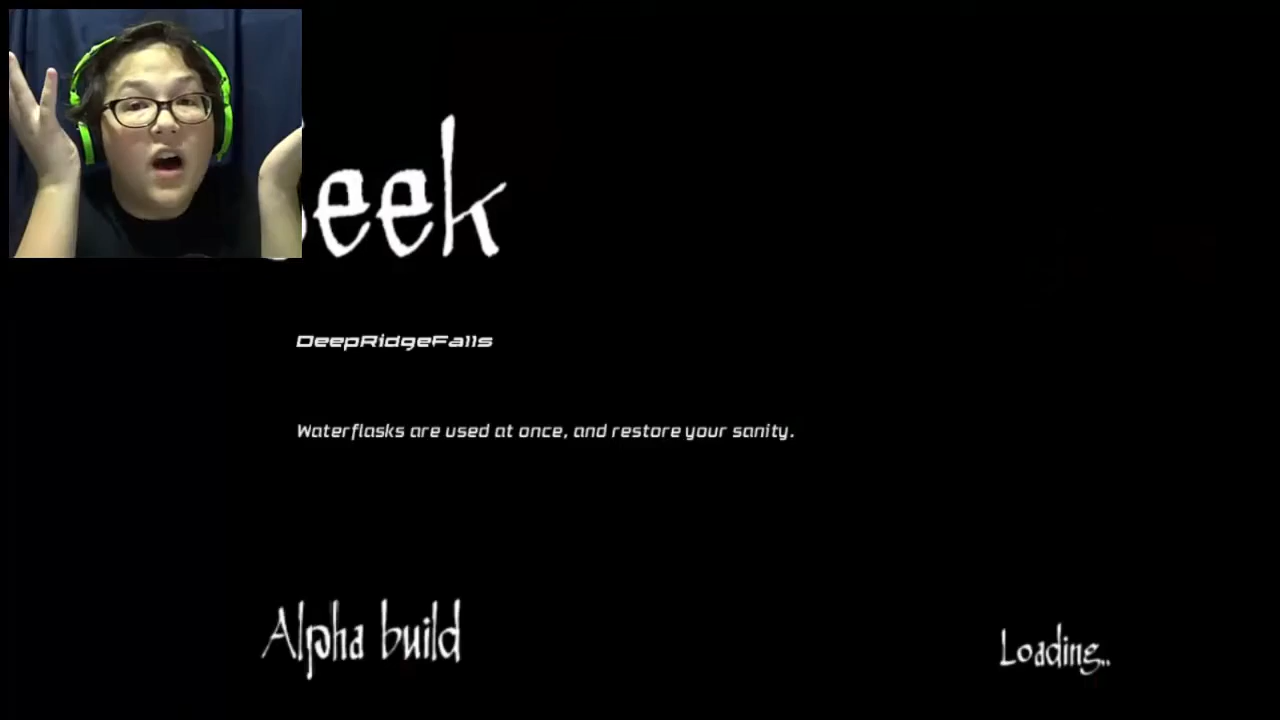 eek
DeepRidgeFalls
Waterflasks are used at once, and restore your sanity.
Alpha build
Loading..